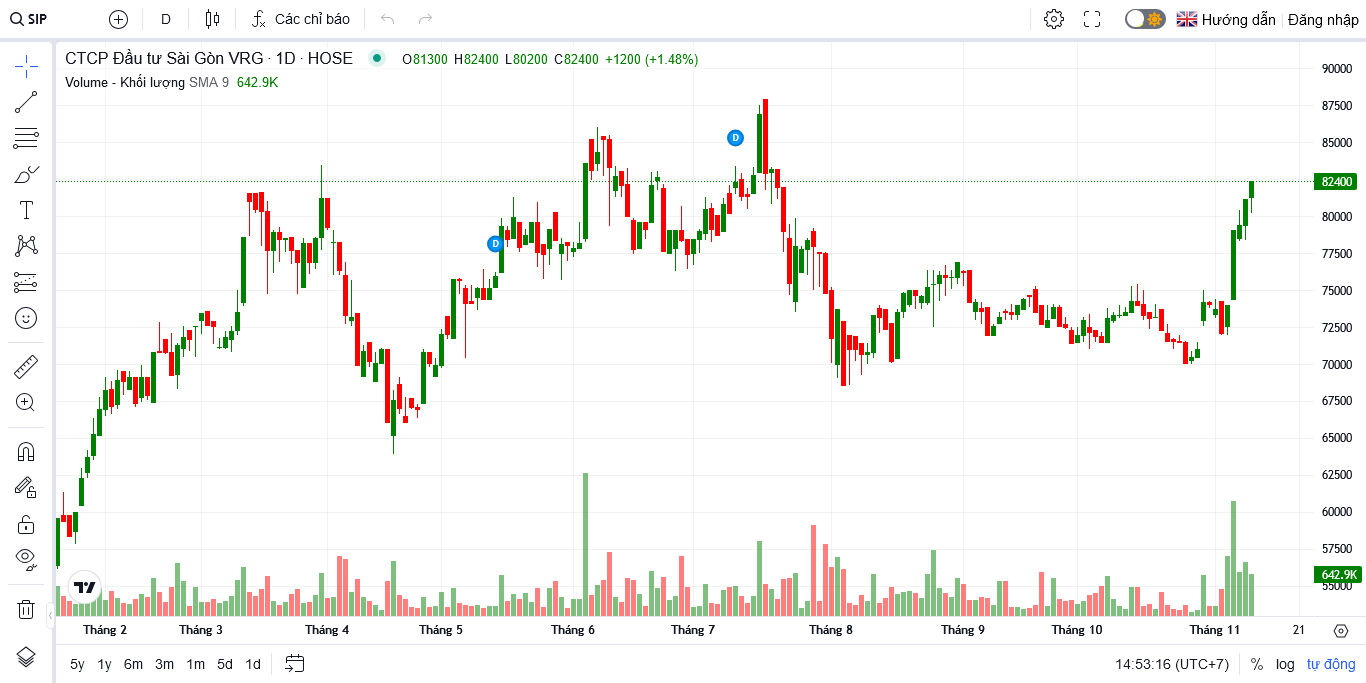 SIP D Các chỉ báo Hướng dẫn Đăng nhập
CTCP Đầu tư Sài Gòn VRG · 1D · HOSE O81300 H82400 L80200 C82400 +1200 (+1.48%)
Volume - Khối lượng SMA 9 642.9K
90000
87500
85000
82400
80000
77500
75000
72500
70000
67500
65000
62500
60000
57500
642.9K
55000
D
D
Tháng 2 Tháng 3 Tháng 4 Tháng 5 Tháng 6 Tháng 7 Tháng 8 Tháng 9 Tháng 10 Tháng 11 21
5y 1y 6m 3m 1m 5d 1d 14:53:16 (UTC+7) % log tự động